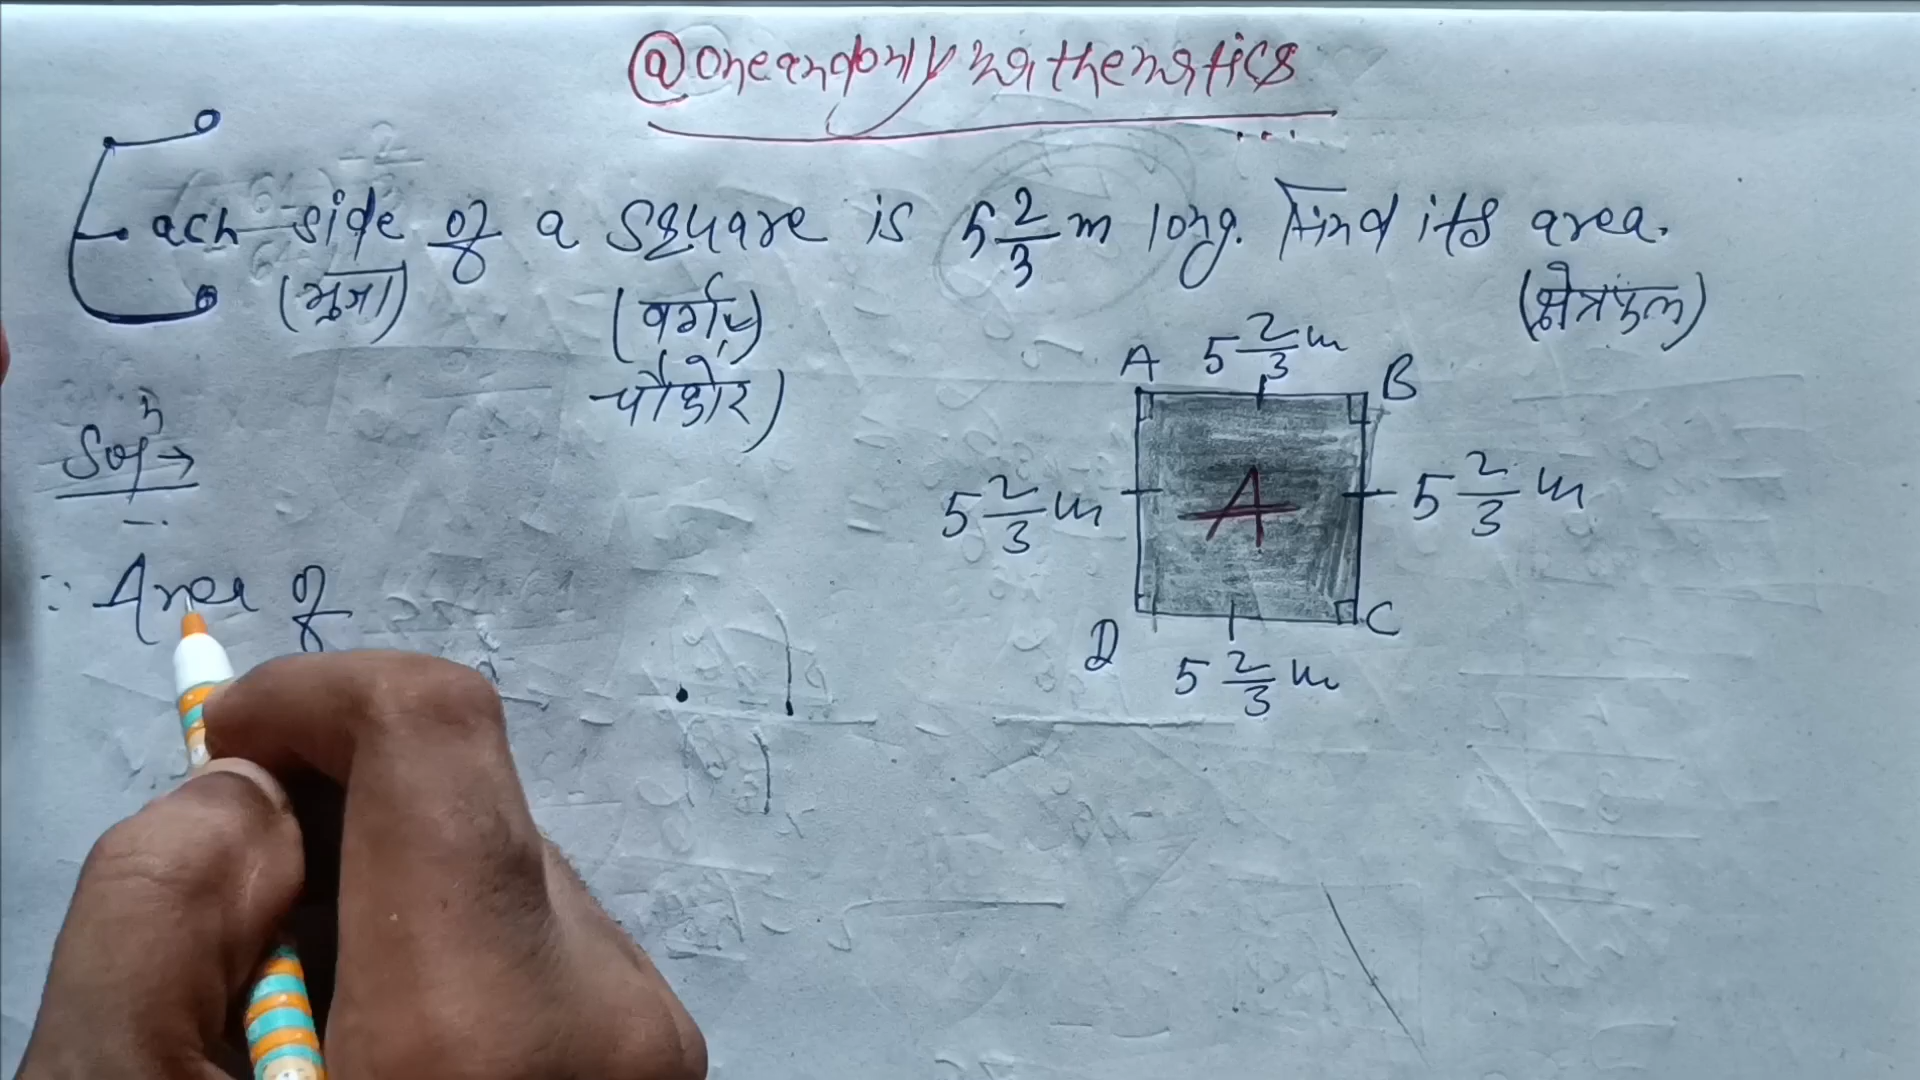 @oneandonlymathematics
Each side of a square is 5 2/3 m long. Find its area.
(भुजा) (वर्ग, (क्षेत्रफल)
चौकोर)
A 5 2/3 m B
Solⁿ →
5 2/3 m A 5 2/3 m
∵ Area of
D C
5 2/3 m